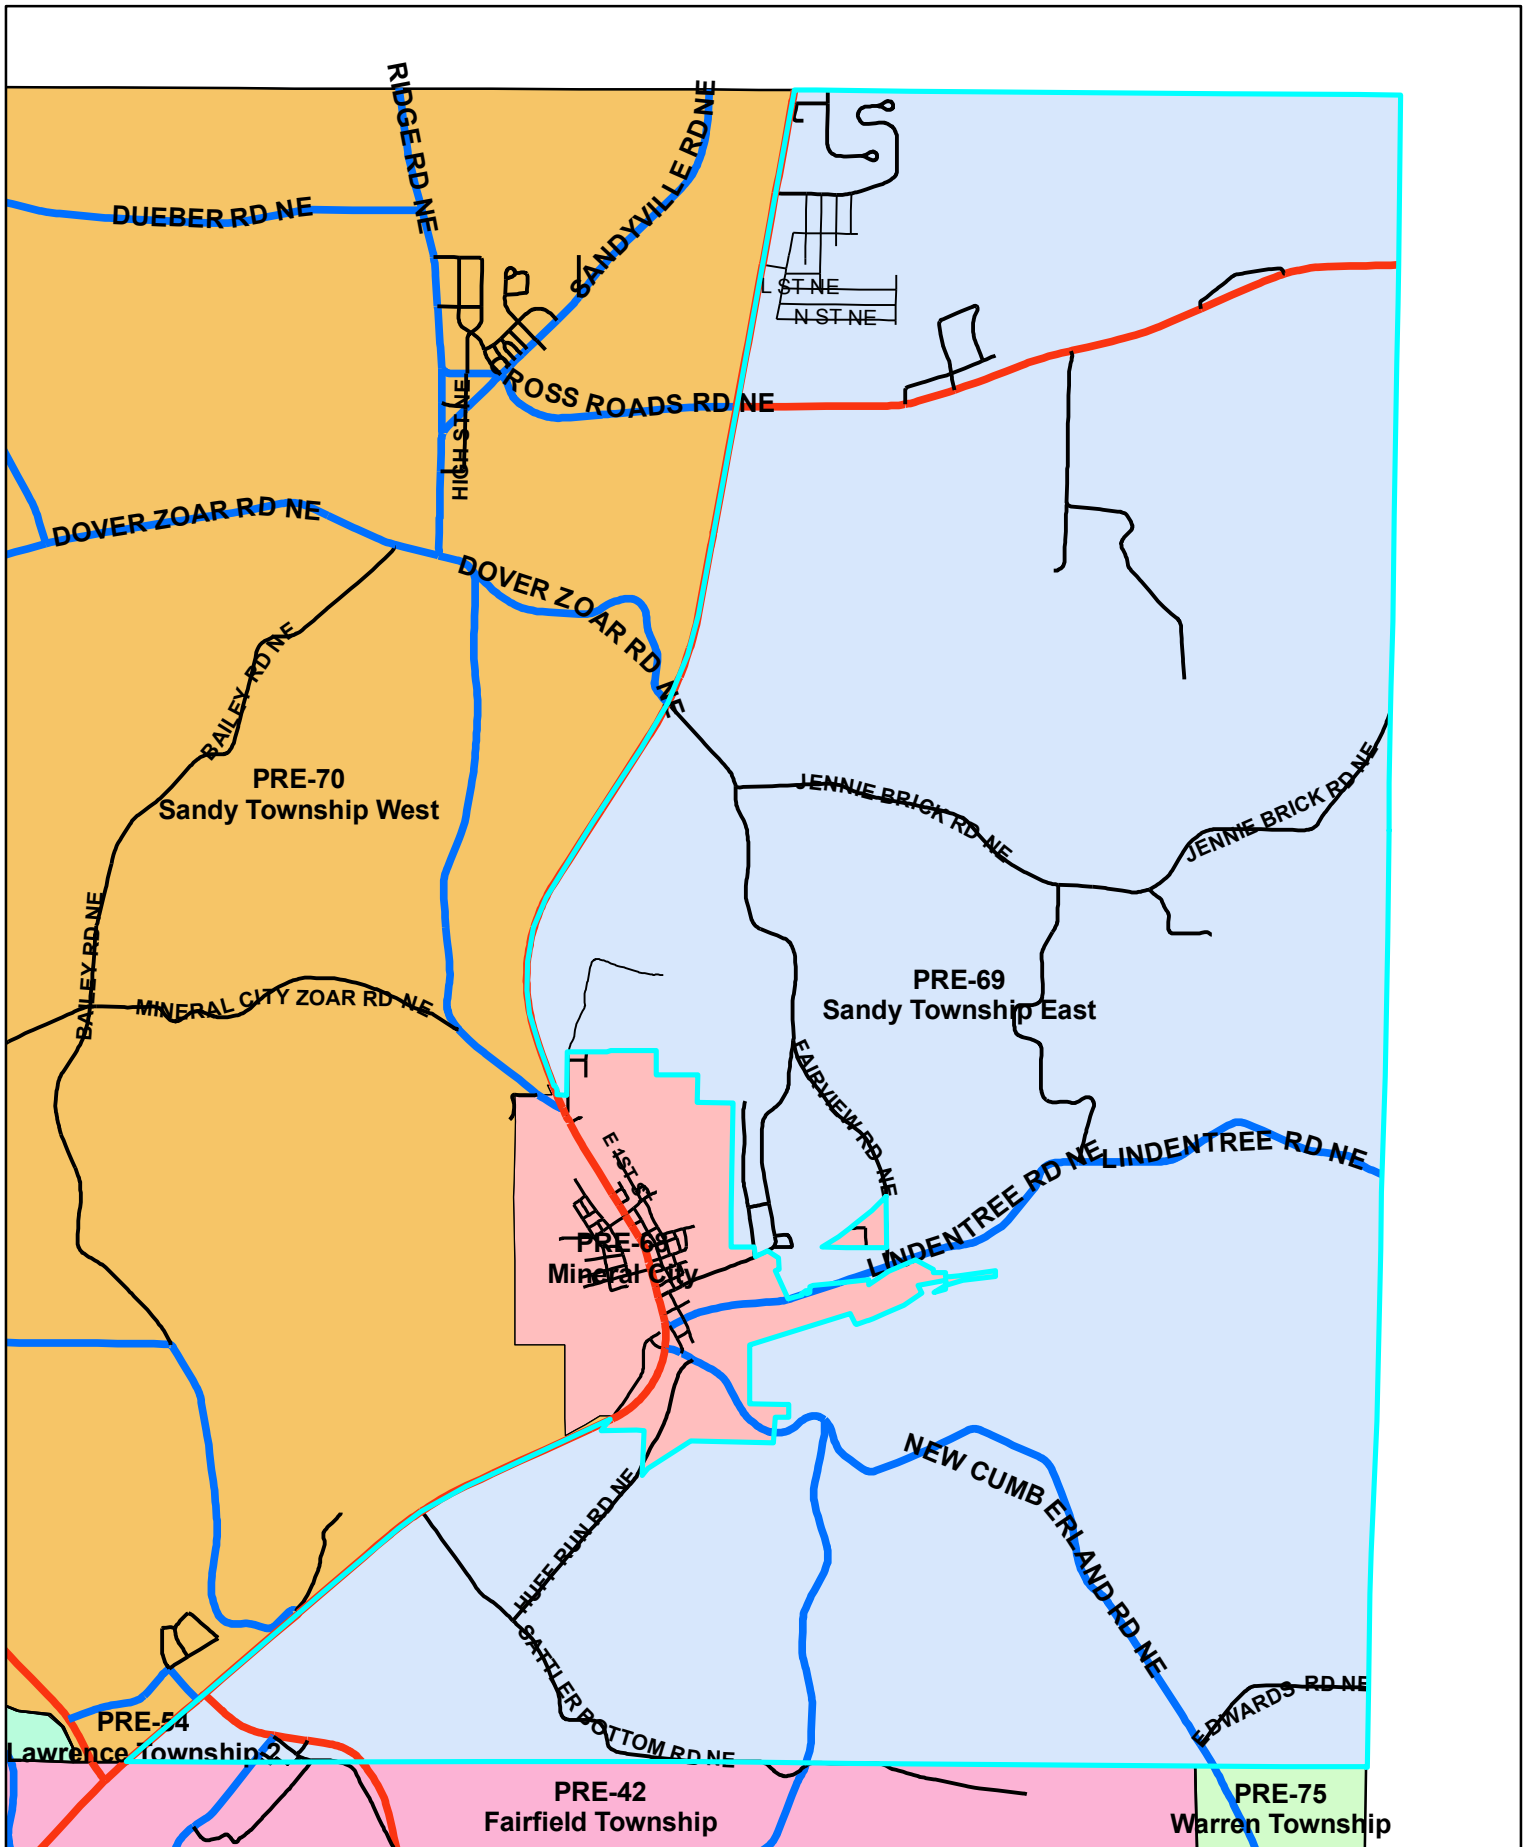 RIDGE RD NE
SANDYVILLE RD NE
DUEBER RD NE
L ST NE
N ST NE
ROSS ROADS RD NE
HIGH ST NE
DOVER ZOAR RD NE
DOVER ZOAR RD NE
BAILEY RD NE
PRE-70
Sandy Township West
JENNIE BRICK RD NE
JENNIE BRICK RD NE
BAILEY RD NE
MINERAL CITY ZOAR RD NE
PRE-69
Sandy Township East
FAIRVIEW RD NE
E 1ST ST
LINDENTREE RD NE
LINDENTREE RD NE
PRE-68
Mineral City
NEW CUMBERLAND RD NE
HUFF RUN RD NE
SATTLER BOTTOM RD NE
EDWARDS RD NE
PRE-54
Lawrence Township 2
PRE-42
Fairfield Township
PRE-75
Warren Township